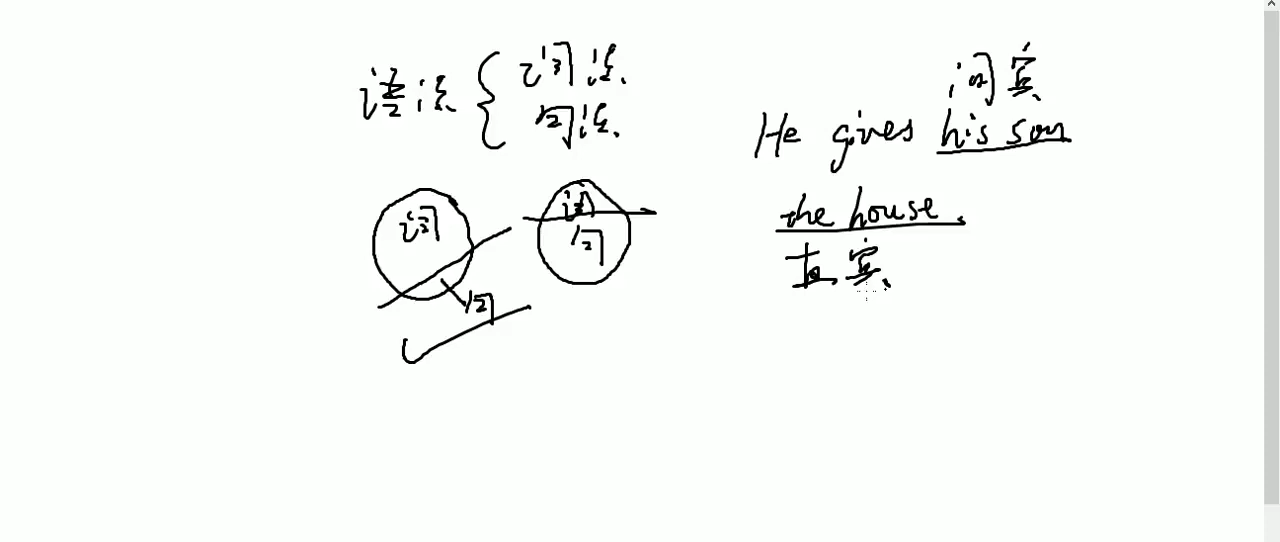 语法 { 词法.
句法.
词
句
词
句
间宾.
He gives his son
the house.
直宾.